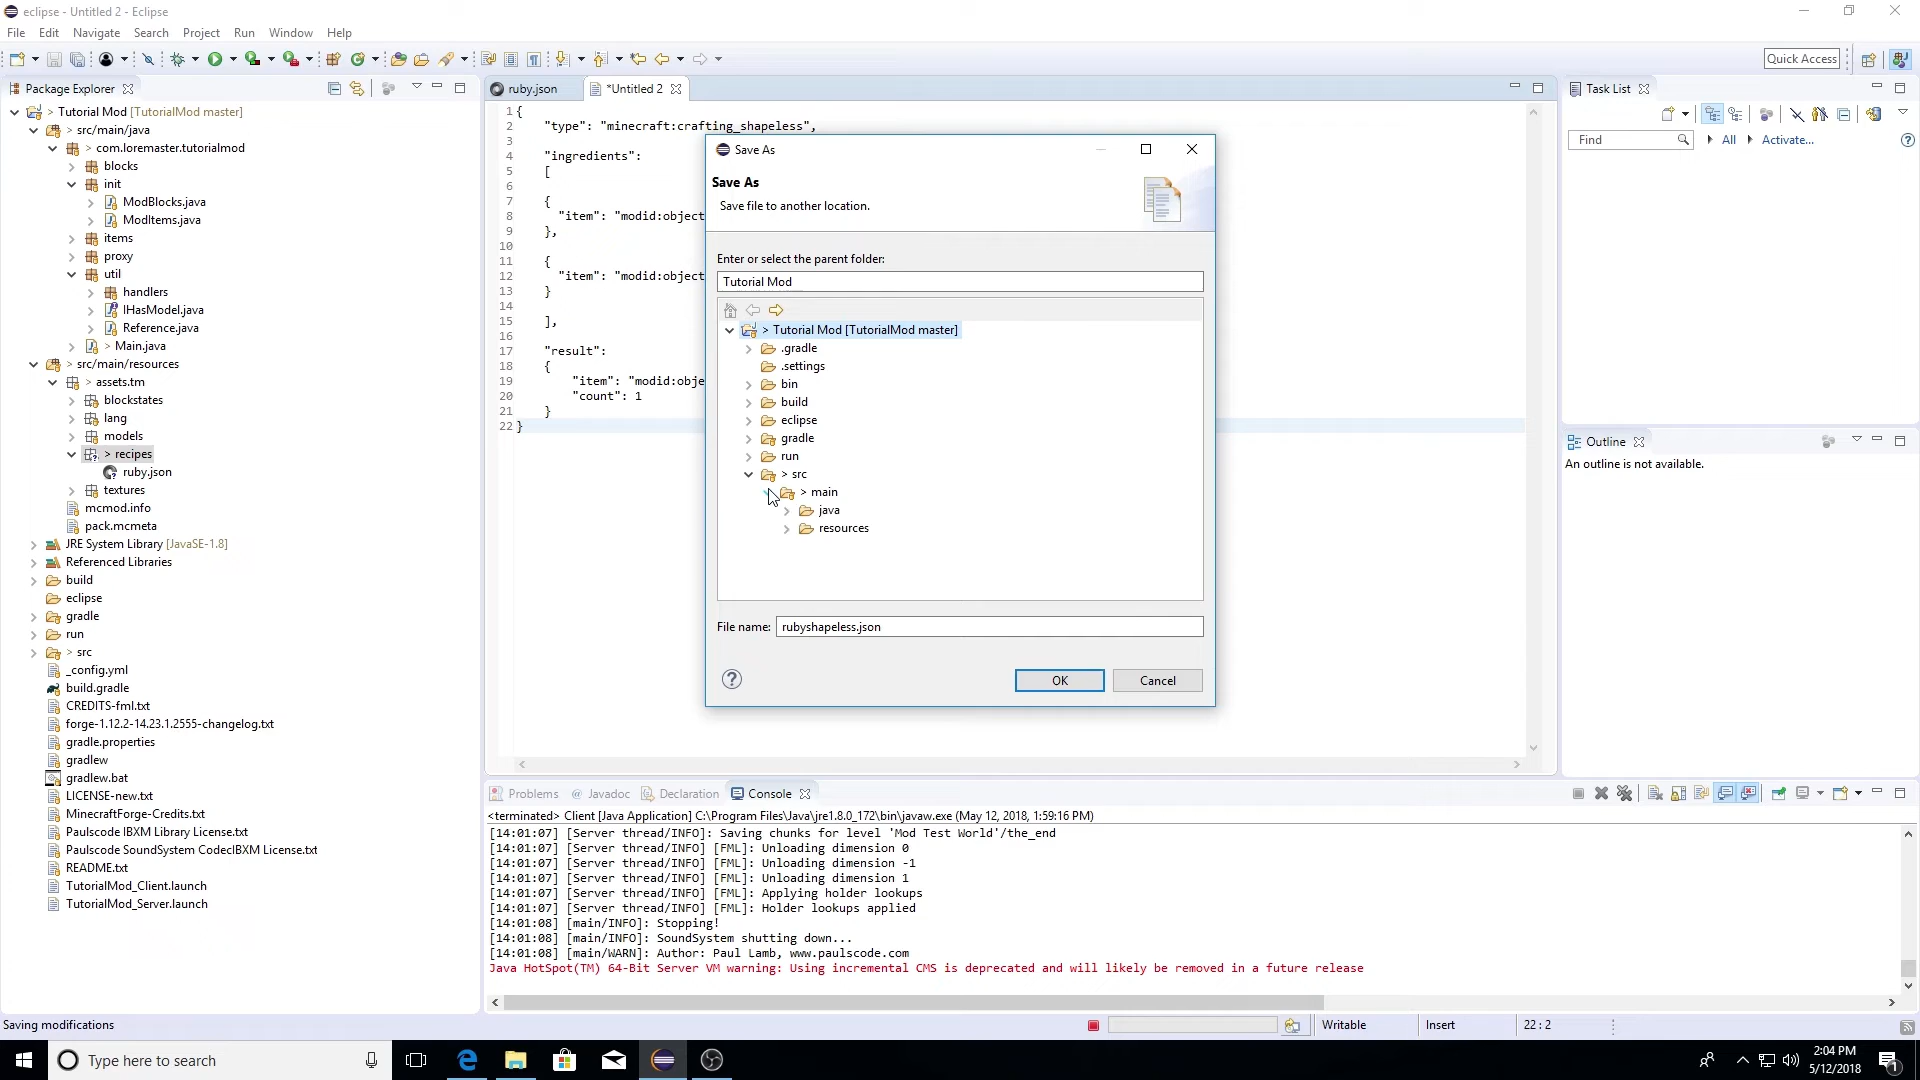 eclipse - Untitled 2 - Eclipse
File Edit Navigate Search Project Run Window Help
Quick Access
Package Explorer
> Tutorial Mod [TutorialMod master]
> src/main/java
> com.loremaster.tutorialmod
blocks
init
ModBlocks.java
ModItems.java
items
proxy
util
handlers
IHasModel.java
Reference.java
> Main.java
> src/main/resources
> assets.tm
blockstates
lang
models
> recipes
ruby.json
textures
mcmod.info
pack.mcmeta
JRE System Library [JavaSE-1.8]
Referenced Libraries
build
eclipse
gradle
run
> src
_config.yml
build.gradle
CREDITS-fml.txt
forge-1.12.2-14.23.1.2555-changelog.txt
gradle.properties
gradlew
gradlew.bat
LICENSE-new.txt
MinecraftForge-Credits.txt
Paulscode IBXM Library License.txt
Paulscode SoundSystem CodecIBXM License.txt
README.txt
TutorialMod_Client.launch
TutorialMod_Server.launch
ruby.json *Untitled 2
1 {
2 "type": "minecraft:crafting_shapeless",
3
4 "ingredients":
5 [
6
7 {
8 "item": "modid:object
9 },
10
11 {
12 "item": "modid:object
13 }
14
15 ],
16
17 "result":
18 {
19 "item": "modid:obje
20 "count": 1
21 }
22 }
Save As
Save As
Save file to another location.
Enter or select the parent folder:
Tutorial Mod
> Tutorial Mod [TutorialMod master]
.gradle
.settings
bin
build
eclipse
gradle
run
> src
> main
java
resources
File name: rubyshapeless.json
OK Cancel
Task List
Find All Activate...
Outline
An outline is not available.
Problems Javadoc Declaration Console
<terminated> Client [Java Application] C:\Program Files\Java\jre1.8.0_172\bin\javaw.exe (May 12, 2018, 1:59:16 PM)
[14:01:07] [Server thread/INFO]: Saving chunks for level 'Mod Test World'/the_end
[14:01:07] [Server thread/INFO] [FML]: Unloading dimension 0
[14:01:07] [Server thread/INFO] [FML]: Unloading dimension -1
[14:01:07] [Server thread/INFO] [FML]: Unloading dimension 1
[14:01:07] [Server thread/INFO] [FML]: Applying holder lookups
[14:01:07] [Server thread/INFO] [FML]: Holder lookups applied
[14:01:08] [main/INFO]: Stopping!
[14:01:08] [main/INFO]: SoundSystem shutting down...
[14:01:08] [main/WARN]: Author: Paul Lamb, www.paulscode.com
Java HotSpot(TM) 64-Bit Server VM warning: Using incremental CMS is deprecated and will likely be removed in a future release
Saving modifications
Writable Insert 22 : 2
Type here to search
2:04 PM
5/12/2018
1